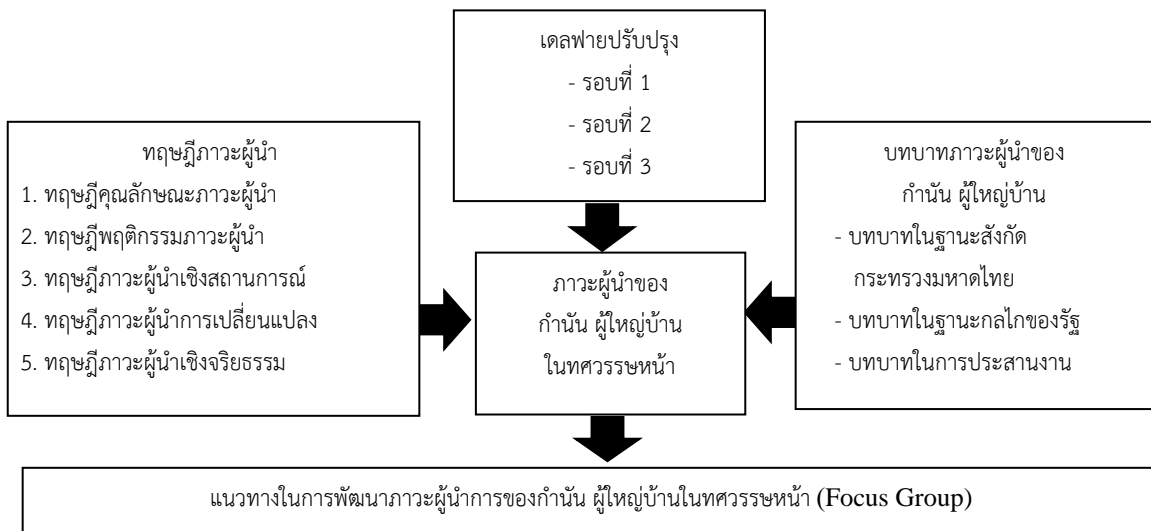 เดลฟายปรับปรุง
- รอบที่ 1
- รอบที่ 2
- รอบที่ 3
ทฤษฎีภาวะผู้นำ
1. ทฤษฎีคุณลักษณะภาวะผู้นำ
2. ทฤษฎีพฤติกรรมภาวะผู้นำ
3. ทฤษฎีภาวะผู้นำเชิงสถานการณ์
4. ทฤษฎีภาวะผู้นำการเปลี่ยนแปลง
5. ทฤษฎีภาวะผู้นำเชิงจริยธรรม
ภาวะผู้นำของ
กำนัน ผู้ใหญ่บ้าน
ในทศวรรษหน้า
บทบาทภาวะผู้นำของ
กำนัน ผู้ใหญ่บ้าน
- บทบาทในฐานะสังกัด
กระทรวงมหาดไทย
- บทบาทในฐานะกลไกของรัฐ
- บทบาทในการประสานงาน
แนวทางในการพัฒนาภาวะผู้นำการของกำนัน ผู้ใหญ่บ้านในทศวรรษหน้า (Focus Group)